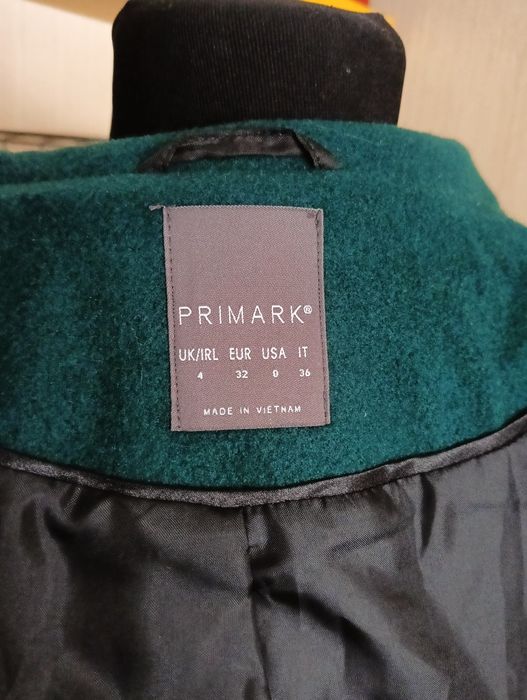 PRIMARK®
UK/IRL EUR USA IT
4 32 0 36
MADE IN VIETNAM